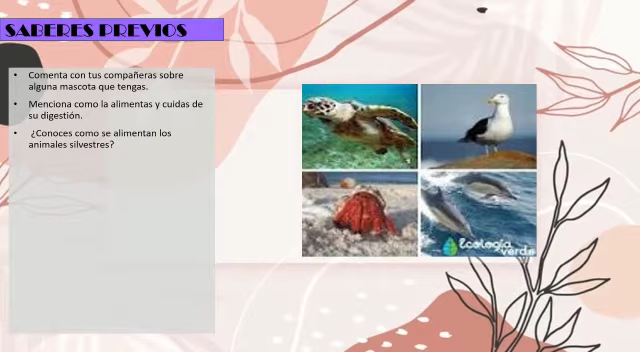 SABERES PREVIOS
• Comenta con tus compañeras sobre
alguna mascota que tengas.
• Menciona como la alimentas y cuidas de
su digestión.
• ¿Conoces como se alimentan los
animales silvestres?
Ecología
verde